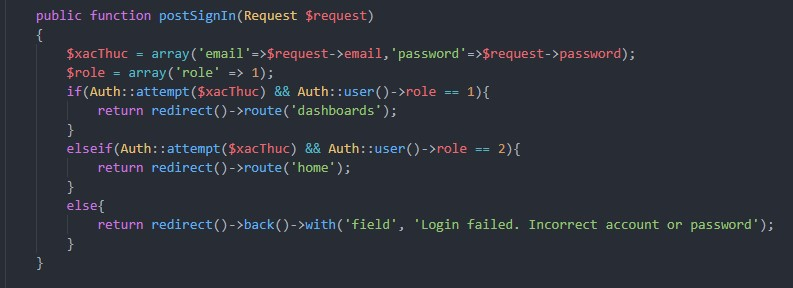 public function postSignIn(Request $request)
{
$xacThuc = array('email'=>$request->email,'password'=>$request->password);
$role = array('role' => 1);
if(Auth::attempt($xacThuc) && Auth::user()->role == 1){
return redirect()->route('dashboards');
}
elseif(Auth::attempt($xacThuc) && Auth::user()->role == 2){
return redirect()->route('home');
}
else{
return redirect()->back()->with('field', 'Login failed. Incorrect account or password');
}
}